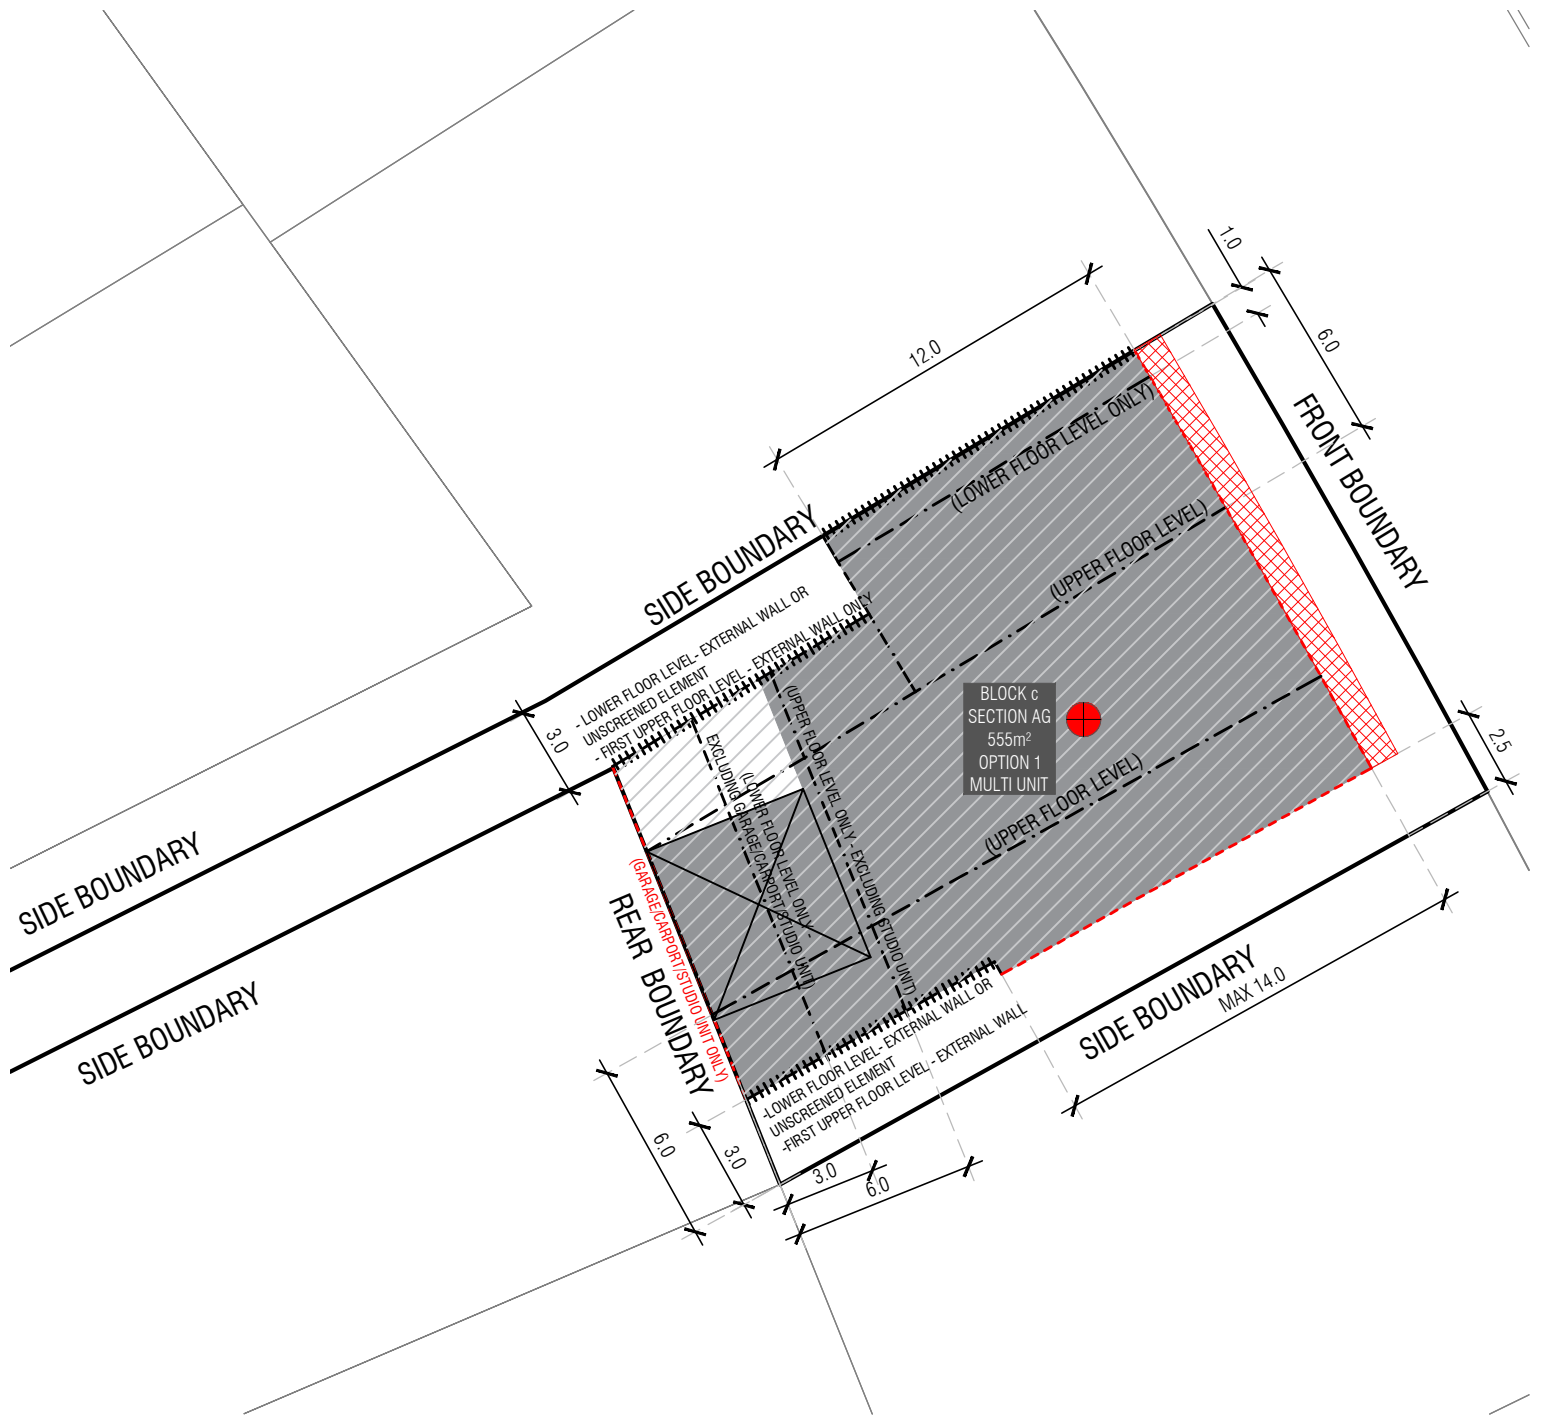 1.0
6.0
12.0
FRONT BOUNDARY
(LOWER FLOOR LEVEL ONLY)
(UPPER FLOOR LEVEL)
SIDE BOUNDARY
- LOWER FLOOR LEVEL- EXTERNAL WALL OR
UNSCREENED ELEMENT
- FIRST UPPER FLOOR LEVEL - EXTERNAL WALL ONLY
3.0
BLOCK c
SECTION AG
555m²
OPTION 1
MULTI UNIT
2.5
(UPPER FLOOR LEVEL ONLY - EXCLUDING STUDIO UNIT)
(LOWER FLOOR LEVEL ONLY -
EXCLUDING GARAGE/CARPORT/STUDIO UNIT)
(UPPER FLOOR LEVEL)
SIDE BOUNDARY
SIDE BOUNDARY
REAR BOUNDARY
(GARAGE/CARPORT/STUDIO UNIT ONLY)
SIDE BOUNDARY
MAX 14.0
-LOWER FLOOR LEVEL- EXTERNAL WALL OR
UNSCREENED ELEMENT
-FIRST UPPER FLOOR LEVEL - EXTERNAL WALL
6.0
3.0
3.0
6.0